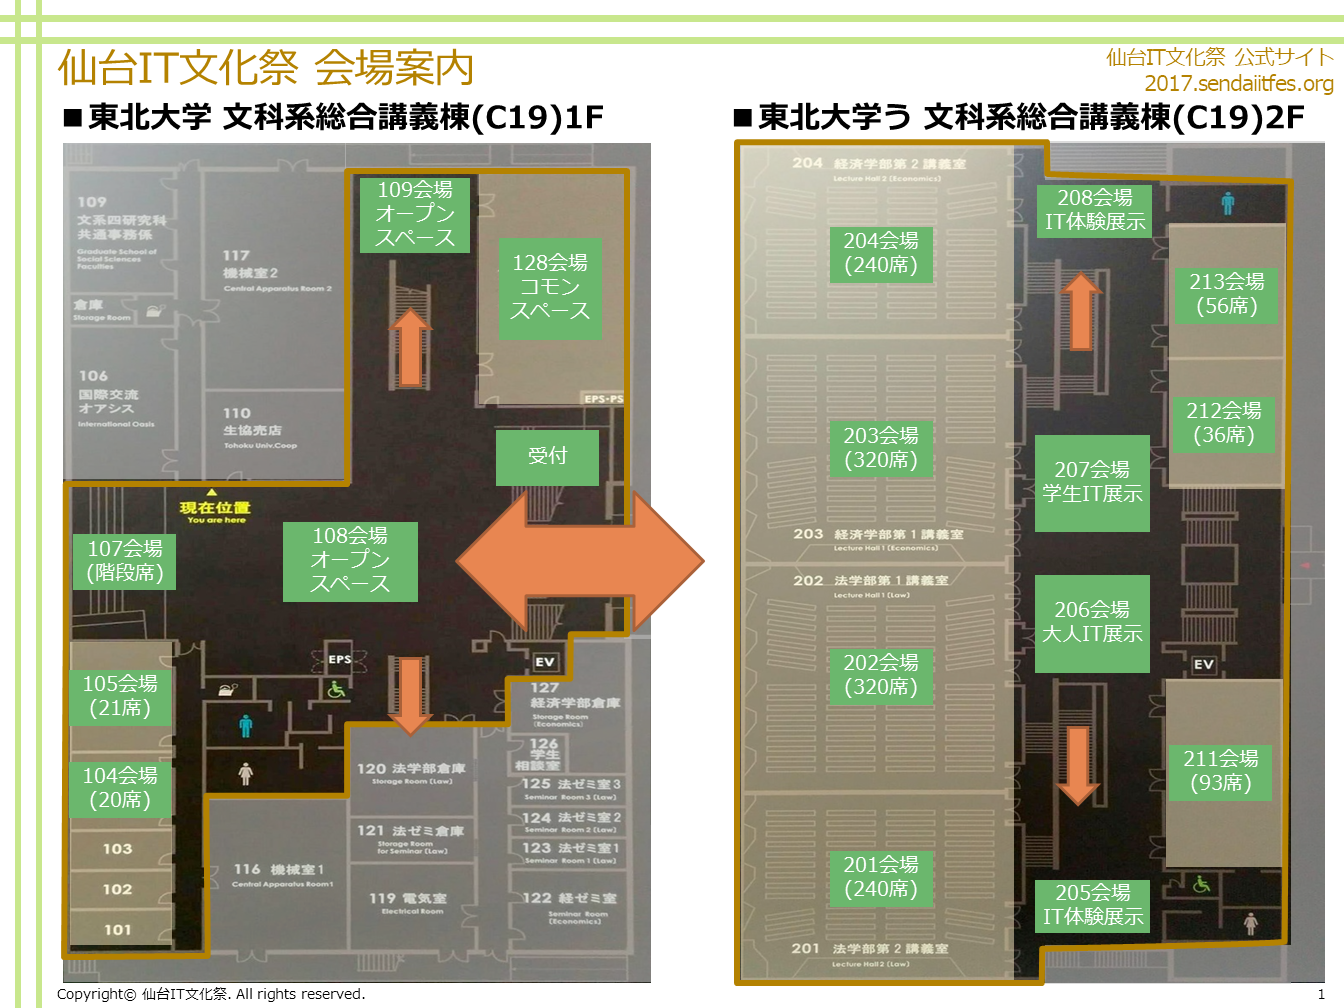 仙台IT文化祭 会場案内
仙台IT文化祭 公式サイト
2017.sendaiitfes.org
■東北大学 文科系総合講義棟(C19)1F
109
文系四研究科
共通事務係
Graduate School of
Social Sciences
Faculties
117
機械室2
Central Apparatus Room 2
倉庫
Storage Room
106
国際交流
オアシス
International Oasis
110
生協売店
Tohoku Univ.Coop
109会場
オープン
スペース
128会場
コモン
スペース
EPS・PS
受付
現在位置
You are here
107会場
(階段席)
108会場
オープン
スペース
EPS
EV
105会場
(21席)
104会場
(20席)
103
102
101
127
経済学部倉庫
Storage Room
(Economics)
126
学生
相談室
120 法学部倉庫
Storage Room (Law)
125 法ゼミ室3
Seminar Room 3 (Law)
124 法ゼミ室2
Seminar Room 2 (Law)
121 法ゼミ倉庫
Storage Room
for Seminar (Law)
123 法ゼミ室1
Seminar Room 1 (Law)
116 機械室1
Central Apparatus Room1
119 電気室
Electrical Room
122 経ゼミ室
Seminar Room
(Economics)
■東北大学う 文科系総合講義棟(C19)2F
204 経済学部第2講義室
Lecture Hall 2 (Economics)
204会場
(240席)
208会場
IT体験展示
213会場
(56席)
212会場
(36席)
203会場
(320席)
207会場
学生IT展示
203 経済学部第1講義室
Lecture Hall 1 (Economics)
202 法学部第1講義室
Lecture Hall 1 (Law)
206会場
大人IT展示
202会場
(320席)
EV
211会場
(93席)
201会場
(240席)
205会場
IT体験展示
201 法学部第2講義室
Lecture Hall 2 (Law)
Copyright© 仙台IT文化祭. All rights reserved.
1